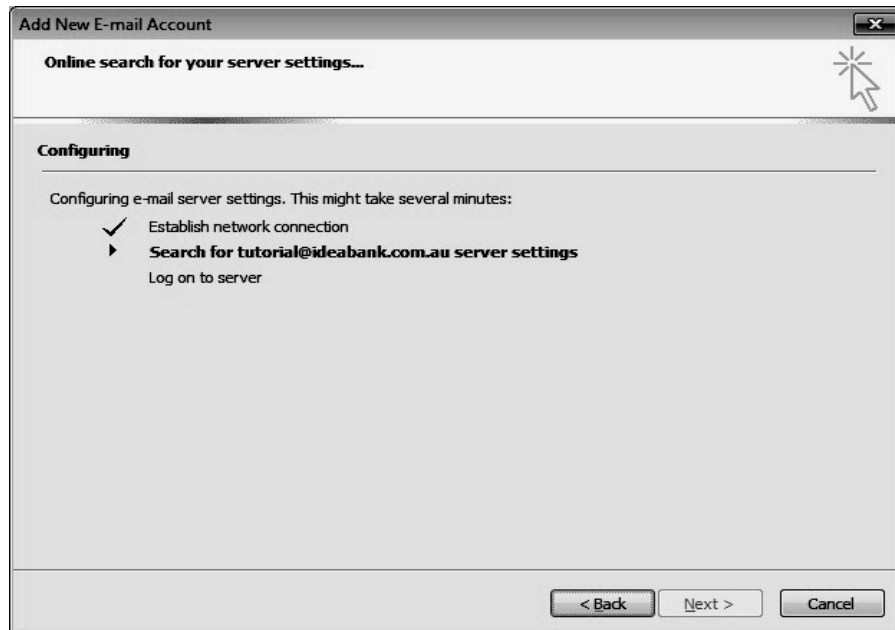 Add New E-mail Account
Online search for your server settings...
Configuring
Configuring e-mail server settings. This might take several minutes:
Establish network connection
Search for tutorial@ideabank.com.au server settings
Log on to server
< Back Next > Cancel